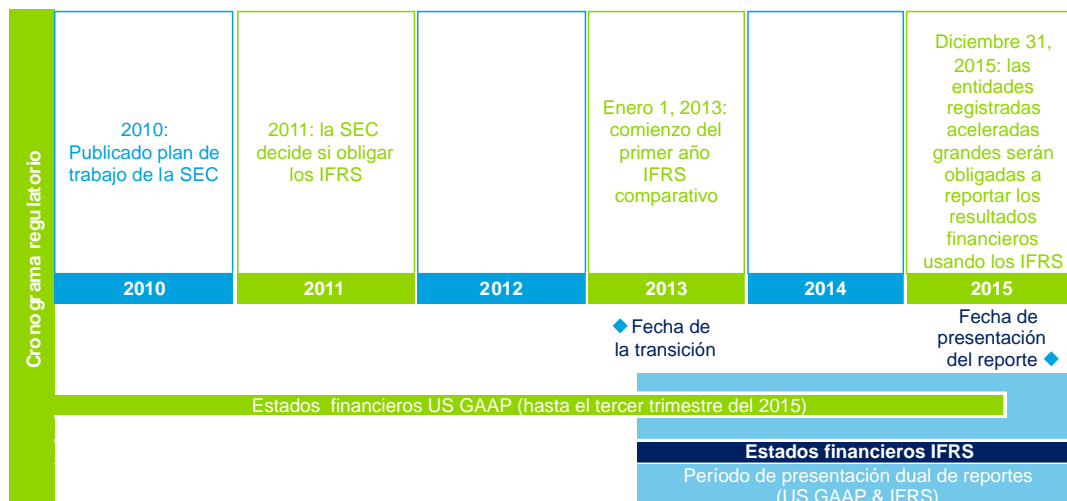 Cronograma regulatorio
2010:
Publicado plan de
trabajo de la SEC
2011: la SEC
decide si obligar
los IFRS
Enero 1, 2013:
comienzo del
primer año
IFRS
comparativo
Diciembre 31,
2015: las
entidades
registradas
aceleradas
grandes serán
obligadas a
reportar los
resultados
financieros
usando los IFRS
2010
2011
2012
2013
2014
2015
Fecha de
la transición
Fecha de
presentación
del reporte
Estados financieros US GAAP (hasta el tercer trimestre del 2015)
Estados financieros IFRS
Período de presentación dual de reportes
(US GAAP & IFRS)